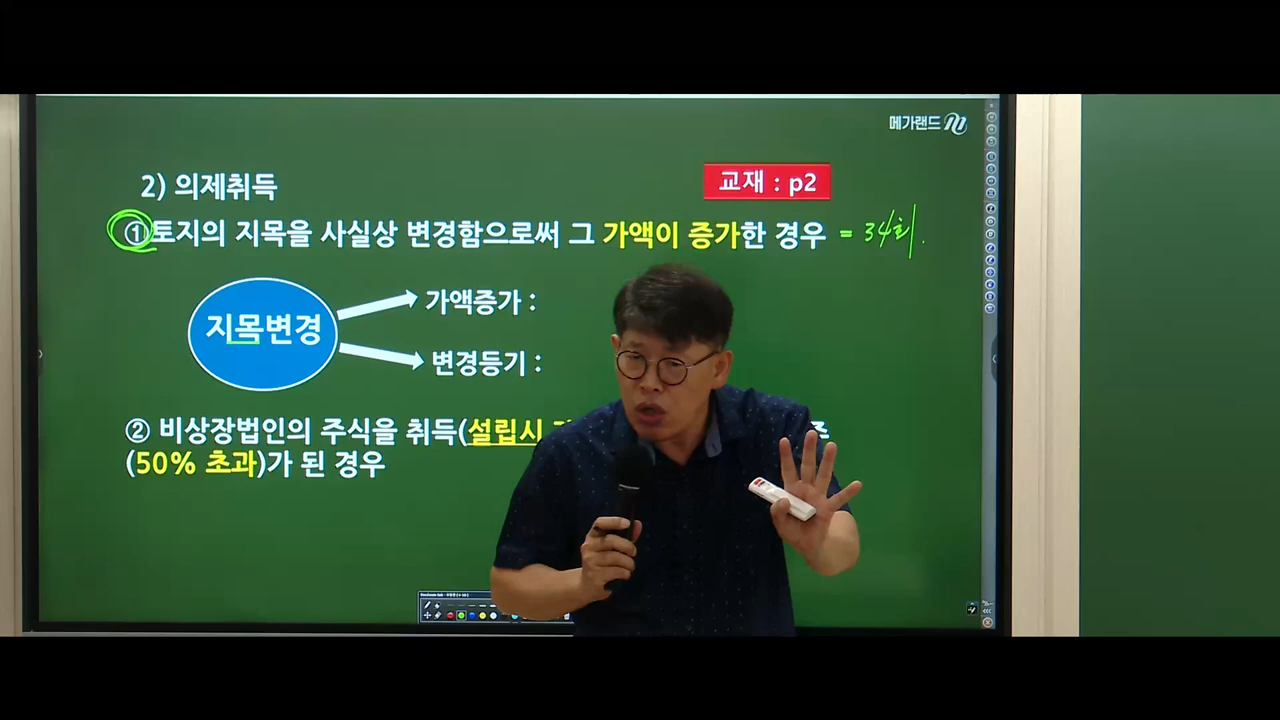 메가랜드
2) 의제취득
교재 : p2
① 토지의 지목을 사실상 변경함으로써 그 가액이 증가한 경우 = 34회.
지목변경
가액증가 :
변경등기 :
② 비상장법인의 주식을 취득(설립시
(50% 초과)가 된 경우